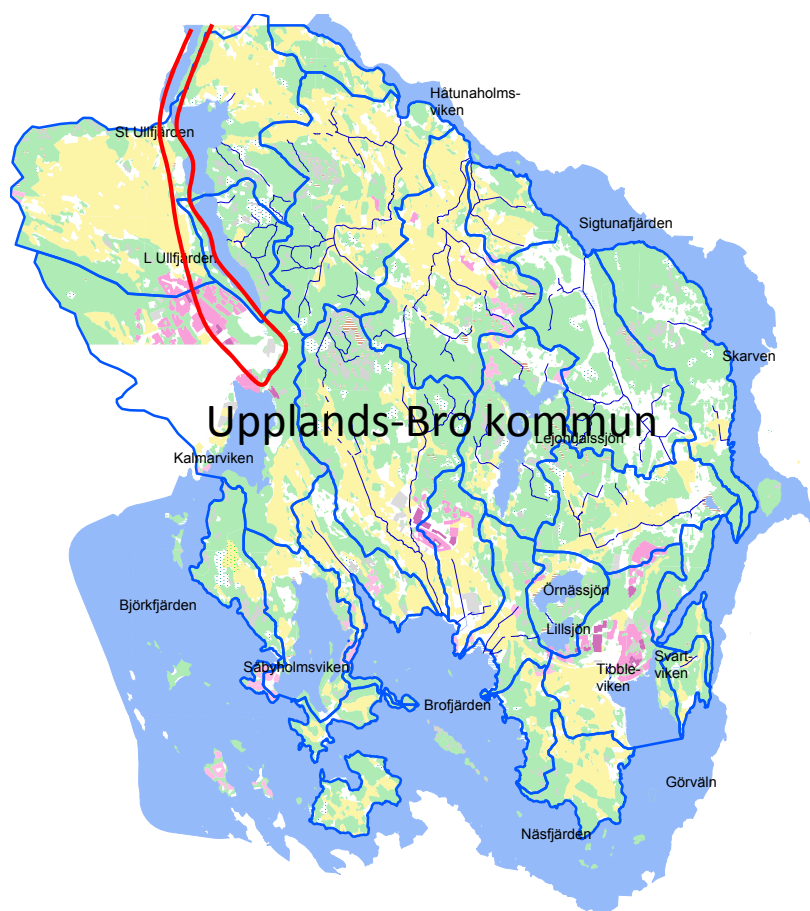 Håtunaholms-
viken
St Ullfjärden
Sigtunafjärden
L Ullfjärden
Skarven
Upplands-Bro kommun
Lejondalssjön
Kalmarviken
Björkfjärden
Örnässjön
Lillsjön
Svart-
viken
Tibble-
viken
Såbyholmsviken
Brofjärden
Görväln
Näsfjärden